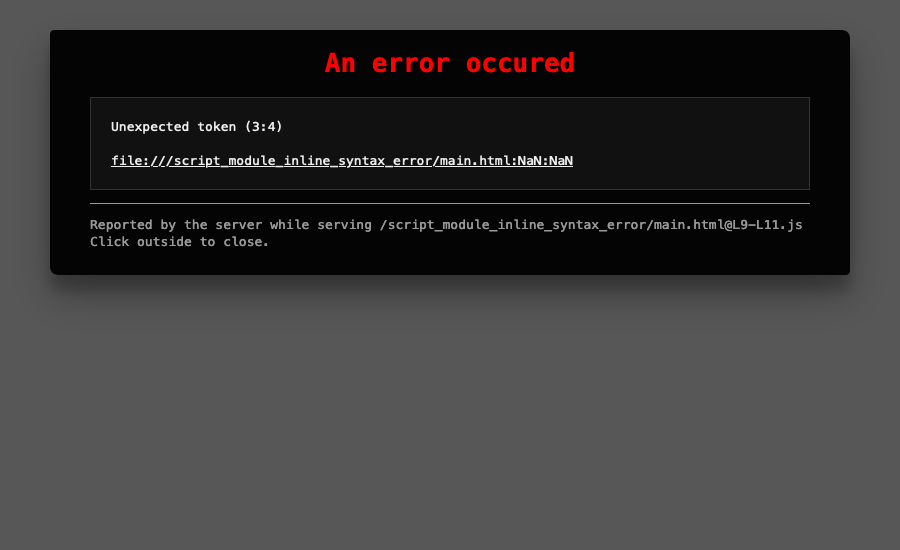 An error occured
Unexpected token (3:4)
file:///script_module_inline_syntax_error/main.html:NaN:NaN
Reported by the server while serving /script_module_inline_syntax_error/main.html@L9-L11.js
Click outside to close.